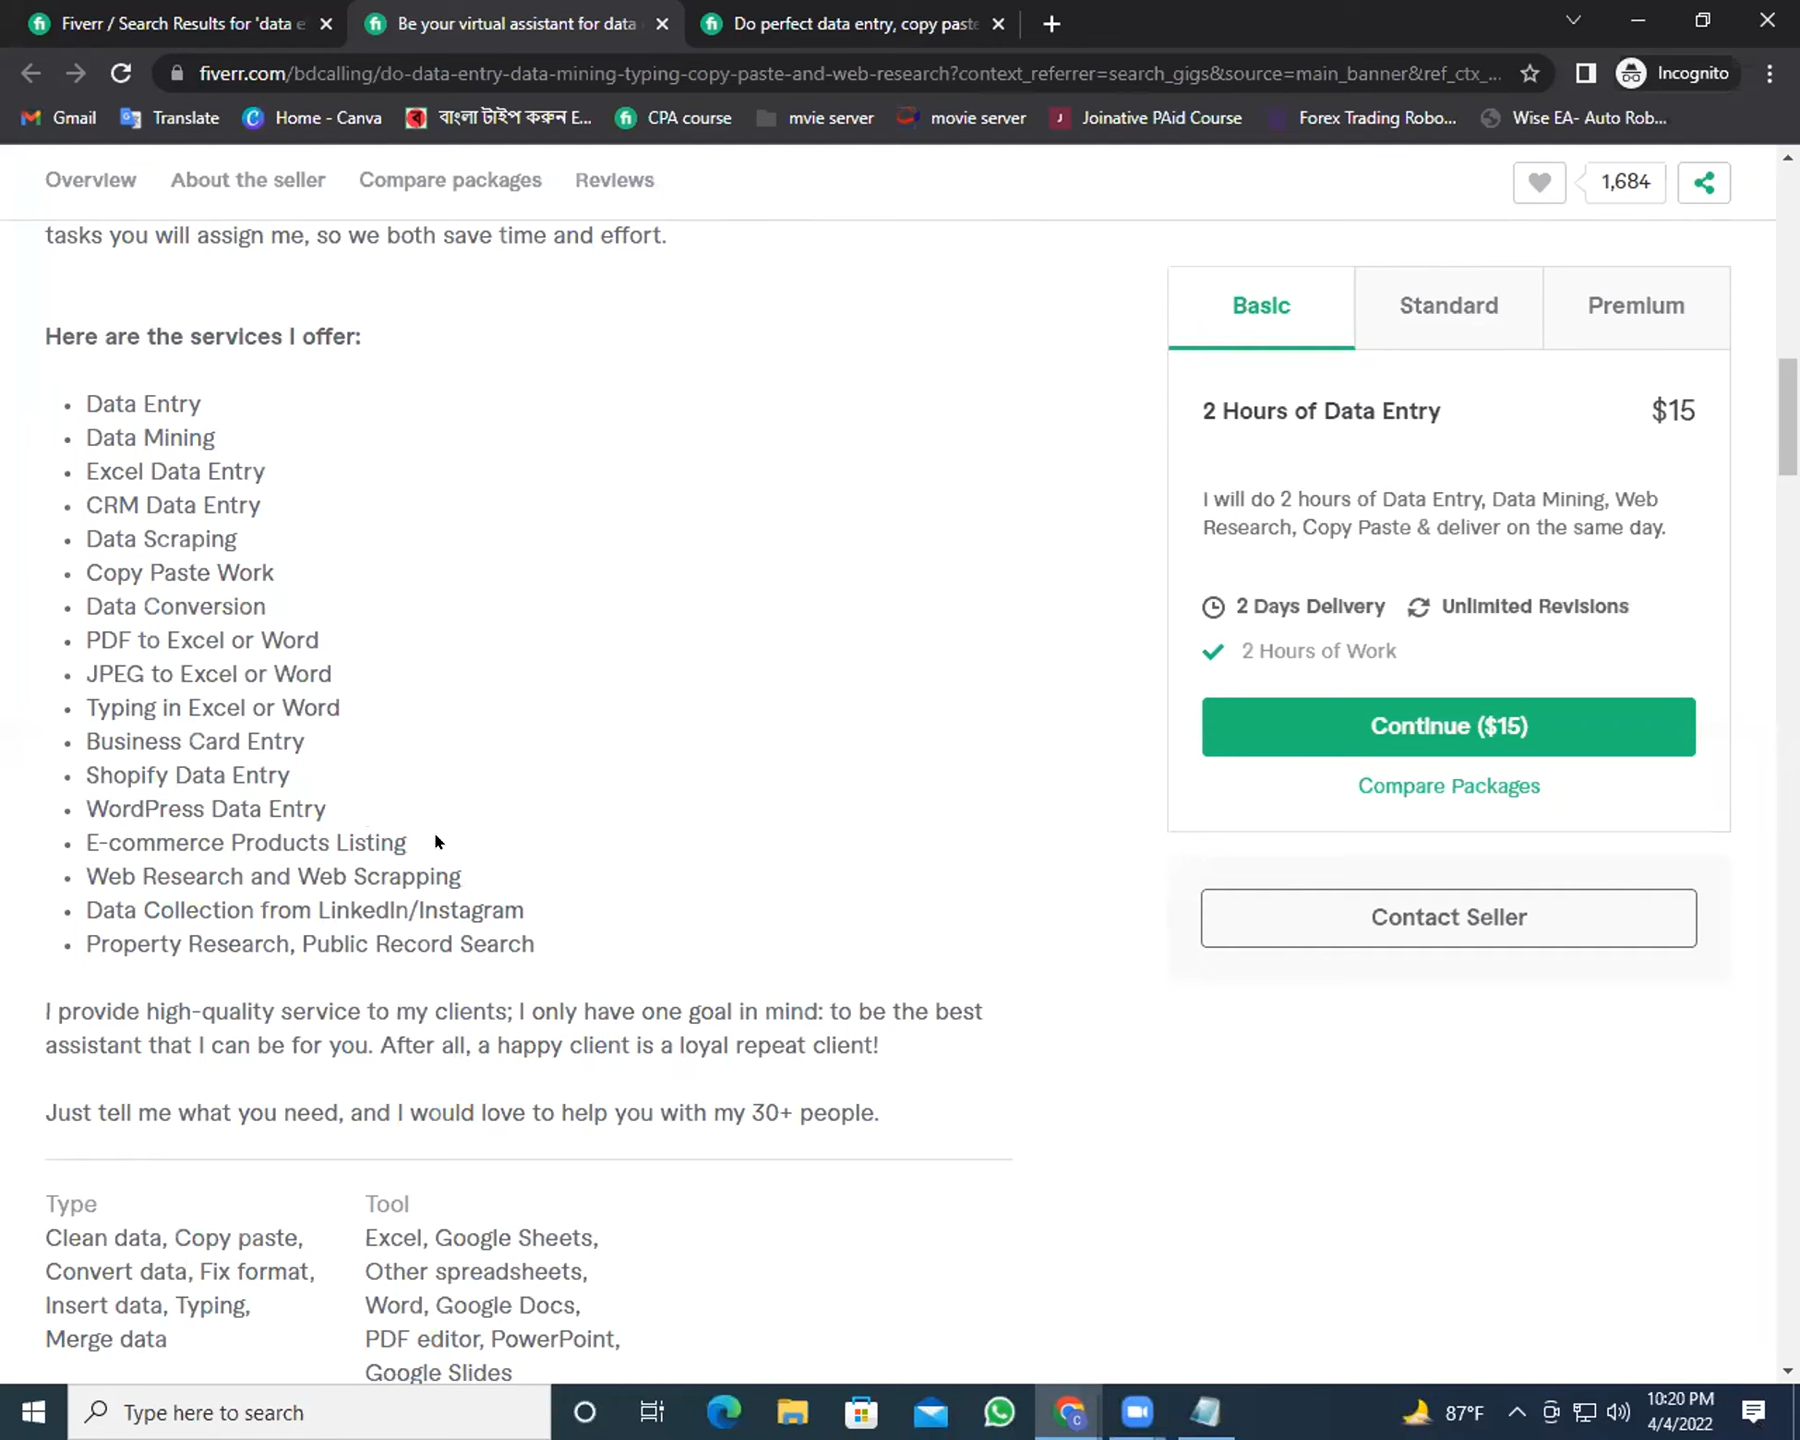 Fiverr / Search Results for 'data e
Be your virtual assistant for data
Do perfect data entry, copy paste
fiverr.com/bdcalling/do-data-entry-data-mining-typing-copy-paste-and-web-research?context_referrer=search_gigs&source=main_banner&ref_ctx_...
Incognito
Gmail
Translate
Home - Canva
বাংলা টাইপ করুন E...
CPA course
mvie server
movie server
Joinative PAid Course
Forex Trading Robo...
Wise EA- Auto Rob...
Overview
About the seller
Compare packages
Reviews
1,684
tasks you will assign me, so we both save time and effort.
Here are the services I offer:
Data Entry
Data Mining
Excel Data Entry
CRM Data Entry
Data Scraping
Copy Paste Work
Data Conversion
PDF to Excel or Word
JPEG to Excel or Word
Typing in Excel or Word
Business Card Entry
Shopify Data Entry
WordPress Data Entry
E-commerce Products Listing
Web Research and Web Scrapping
Data Collection from LinkedIn/Instagram
Property Research, Public Record Search
I provide high-quality service to my clients; I only have one goal in mind: to be the best
assistant that I can be for you. After all, a happy client is a loyal repeat client!
Just tell me what you need, and I would love to help you with my 30+ people.
Type
Clean data, Copy paste,
Convert data, Fix format,
Insert data, Typing,
Merge data
Tool
Excel, Google Sheets,
Other spreadsheets,
Word, Google Docs,
PDF editor, PowerPoint,
Google Slides
Basic
Standard
Premium
2 Hours of Data Entry
$15
I will do 2 hours of Data Entry, Data Mining, Web
Research, Copy Paste & deliver on the same day.
2 Days Delivery
Unlimited Revisions
2 Hours of Work
Continue ($15)
Compare Packages
Contact Seller
Type here to search
87°F
10:20 PM
4/4/2022